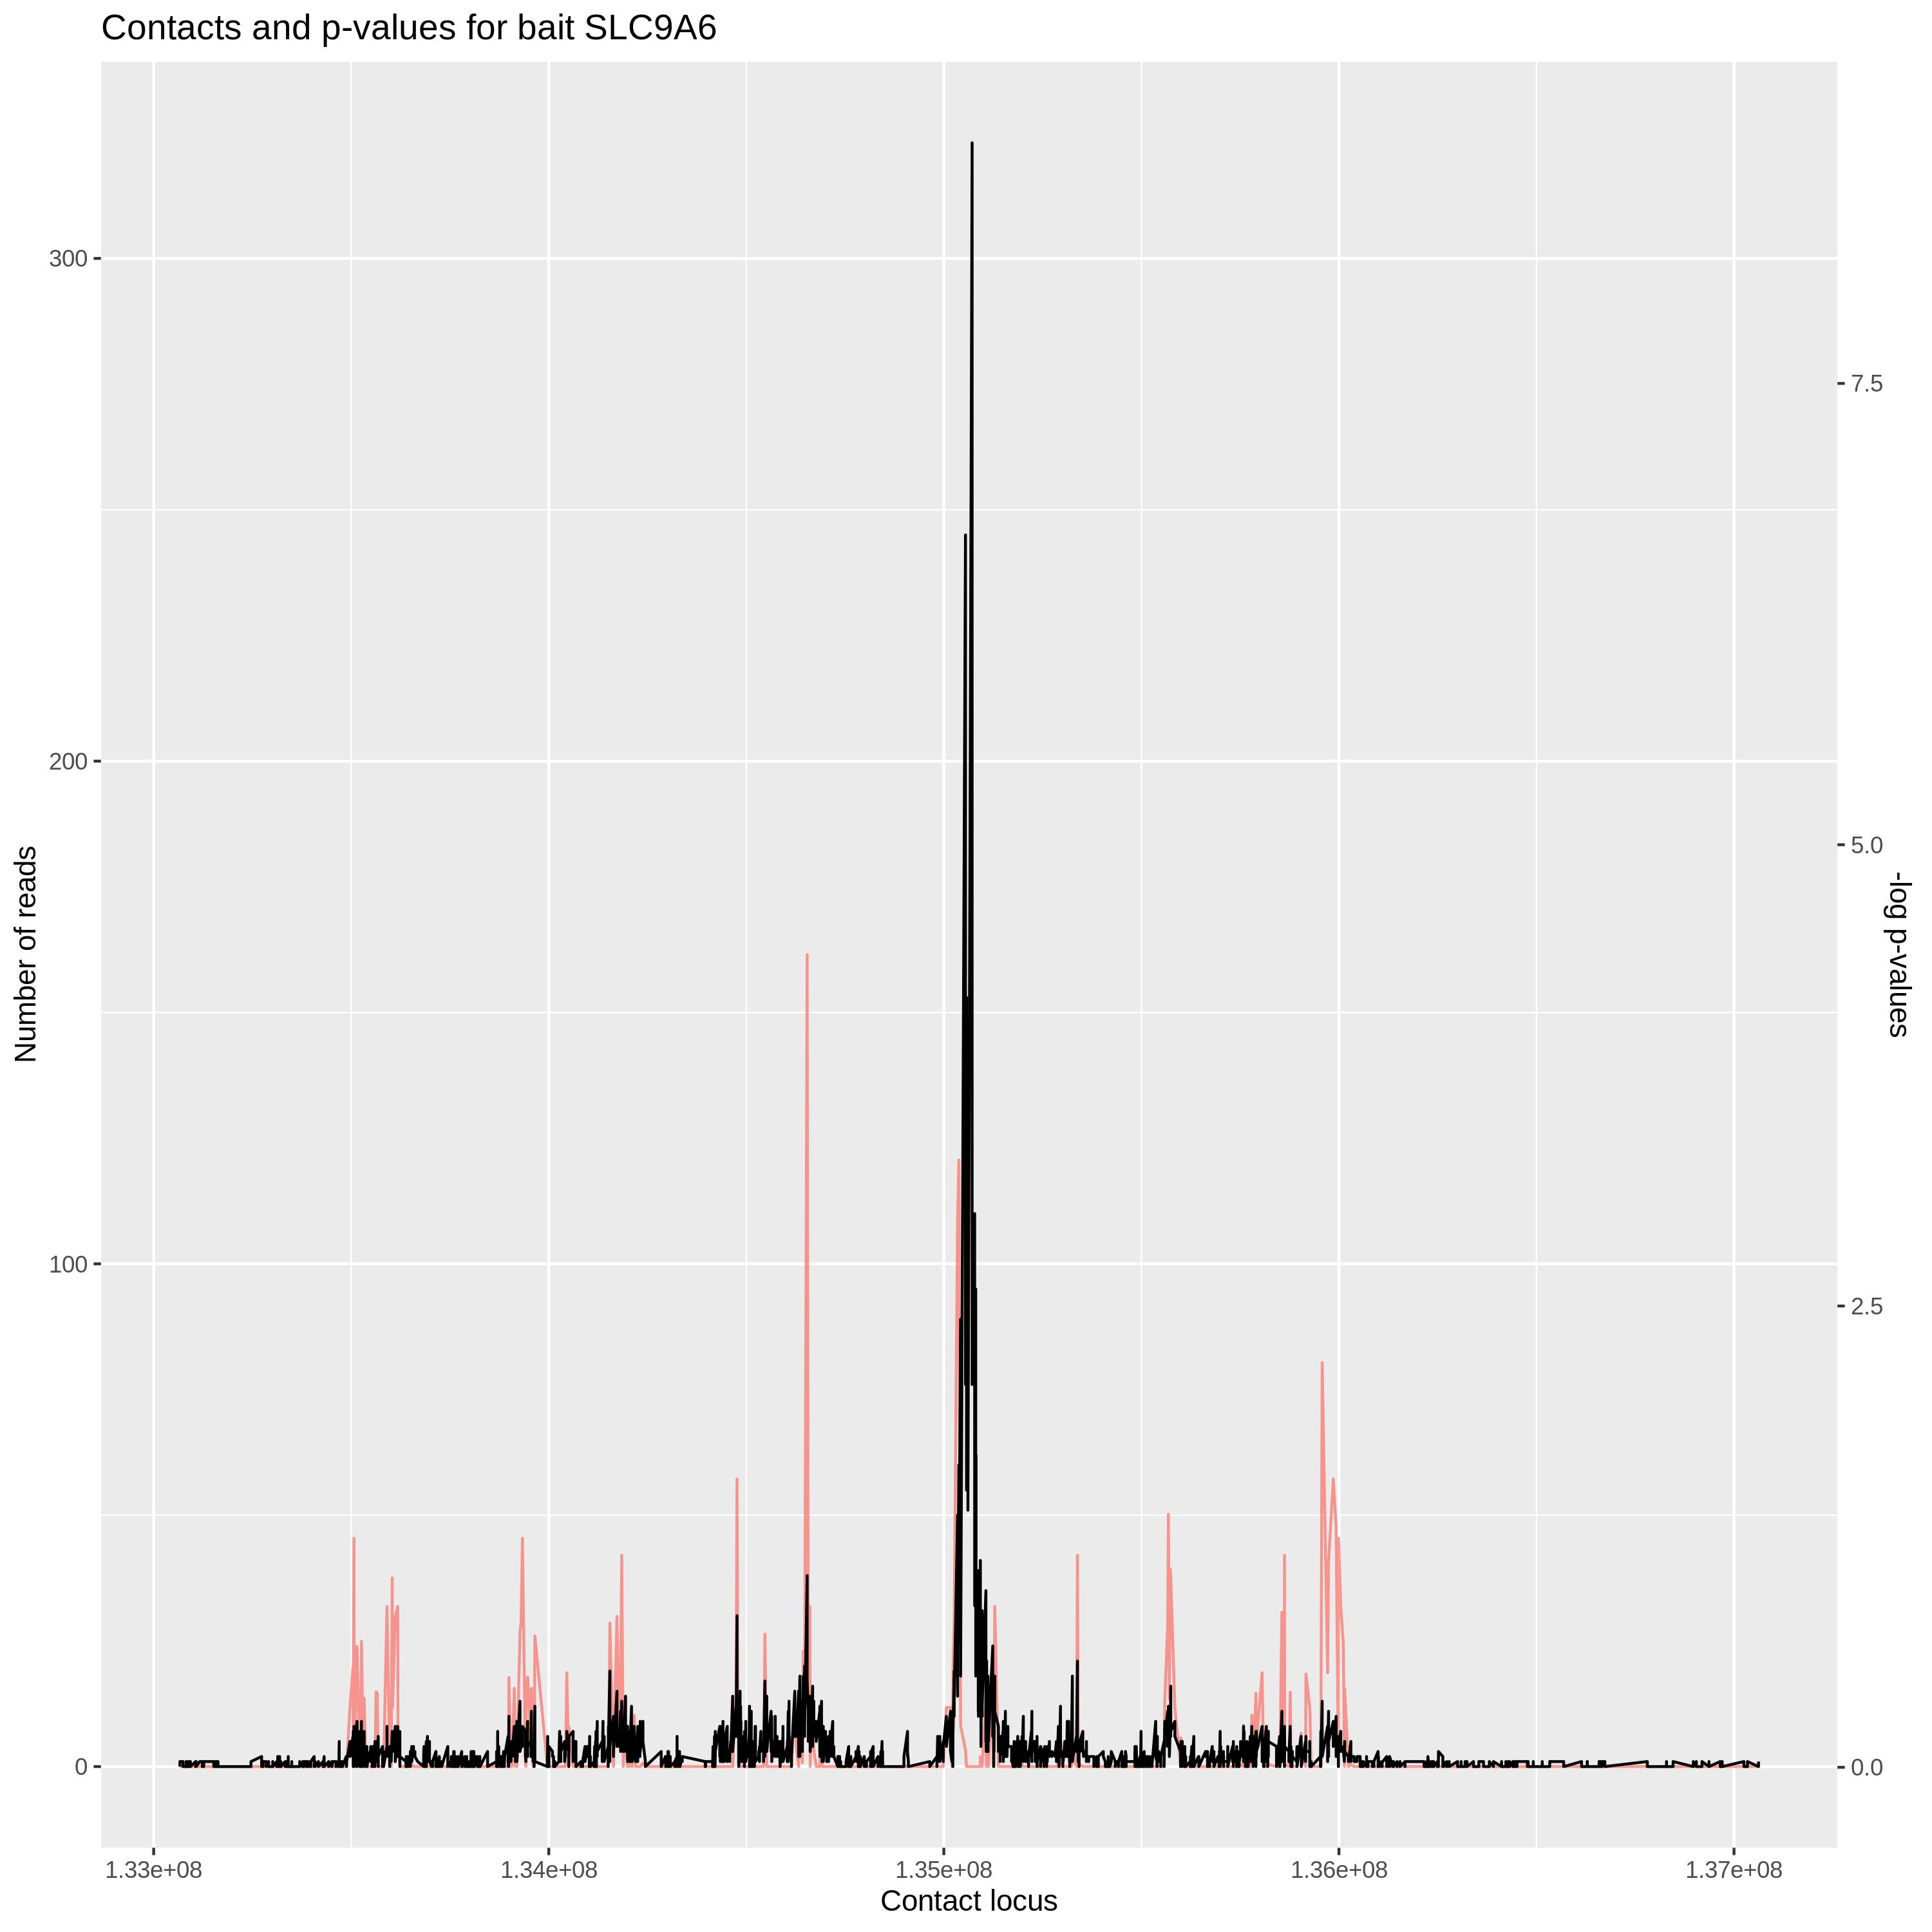 Contacts and p-values for bait SLC9A6
300
200
100
0
Number of reads
7.5
5.0
2.5
0.0
-log p-values
1.33e+08 1.34e+08 1.35e+08 1.36e+08 1.37e+08
Contact locus